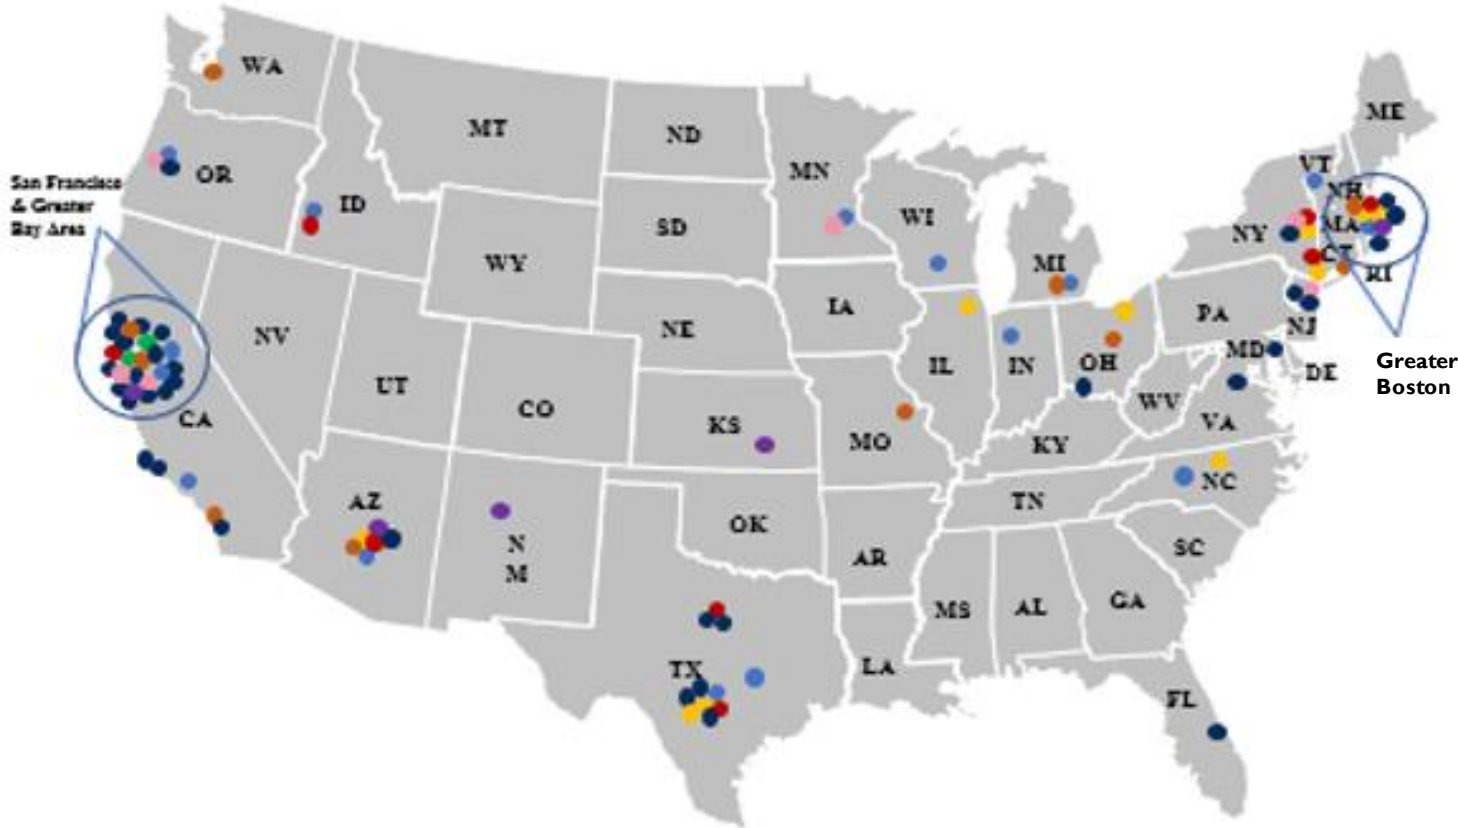 WA
ME
MT
ND
VT
MN
OR
San Francisco
& Greater
Bay Area
NH
ID
WI
SD
MA
NY
CT
WY
MI
RI
IA
PA
NE
NV
NJ
MD
Greater
Boston
IL
IN
OH
DE
UT
CO
WV
CA
KS
VA
MO
KY
AZ
NC
TN
OK
N
M
AR
SC
MS
AL
GA
TX
LA
FL